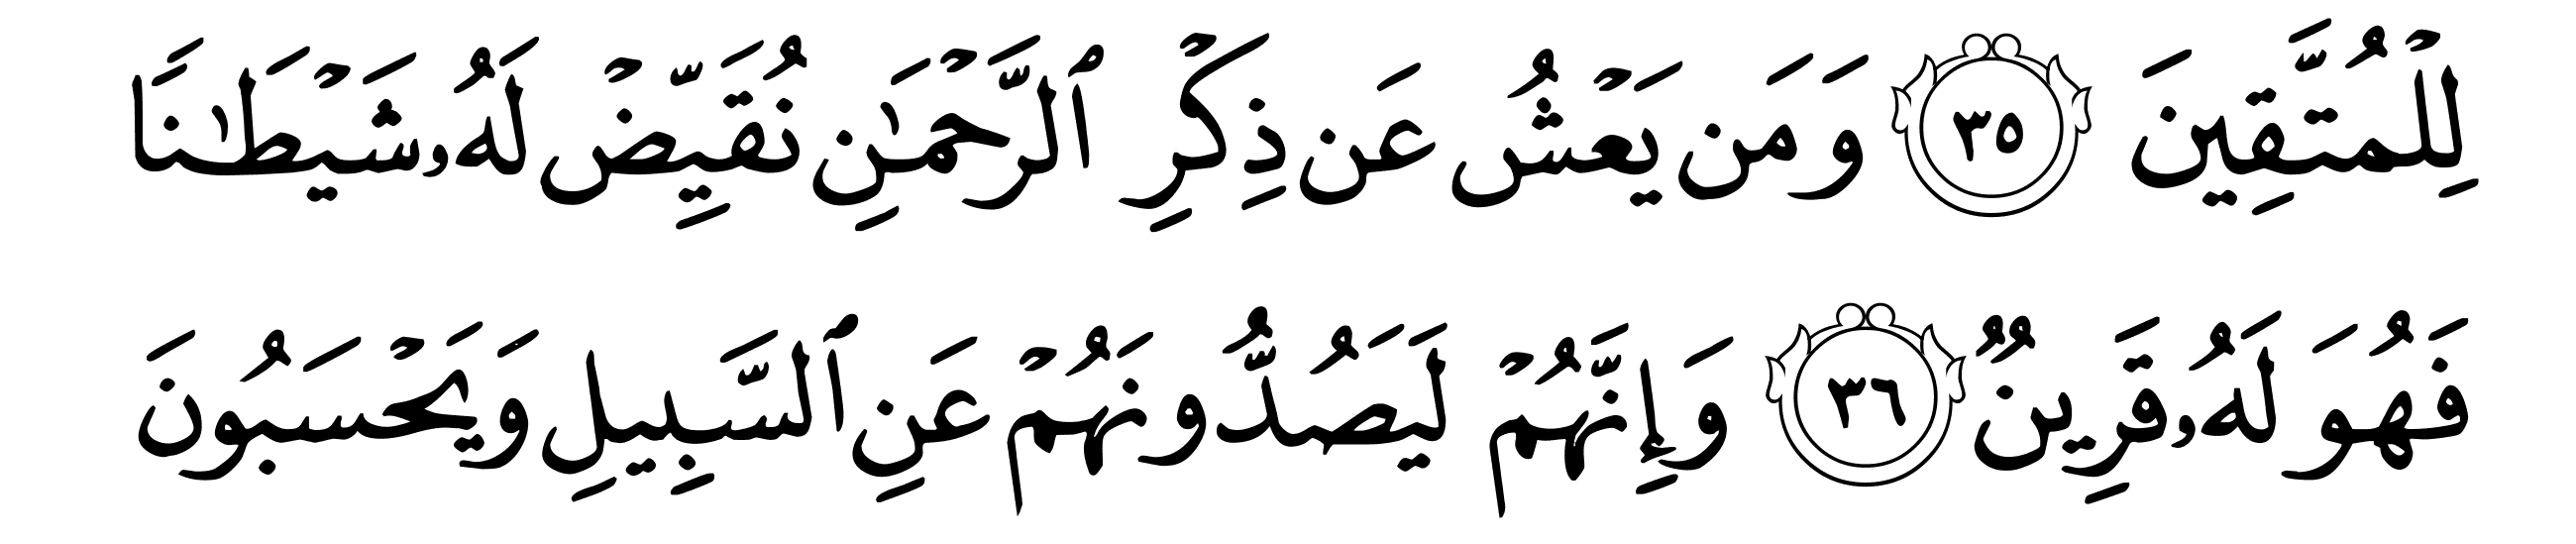 لِلْمُتَّقِينَ ٣٥ وَمَن يَعْشُ عَن ذِكْرِ ٱلرَّحْمَٰنِ نُقَيِّضْ لَهُۥ شَيْطَٰنًا
فَهُوَ لَهُۥ قَرِينٌ ٣٦ وَإِنَّهُمْ لَيَصُدُّونَهُمْ عَنِ ٱلسَّبِيلِ وَيَحْسَبُونَ